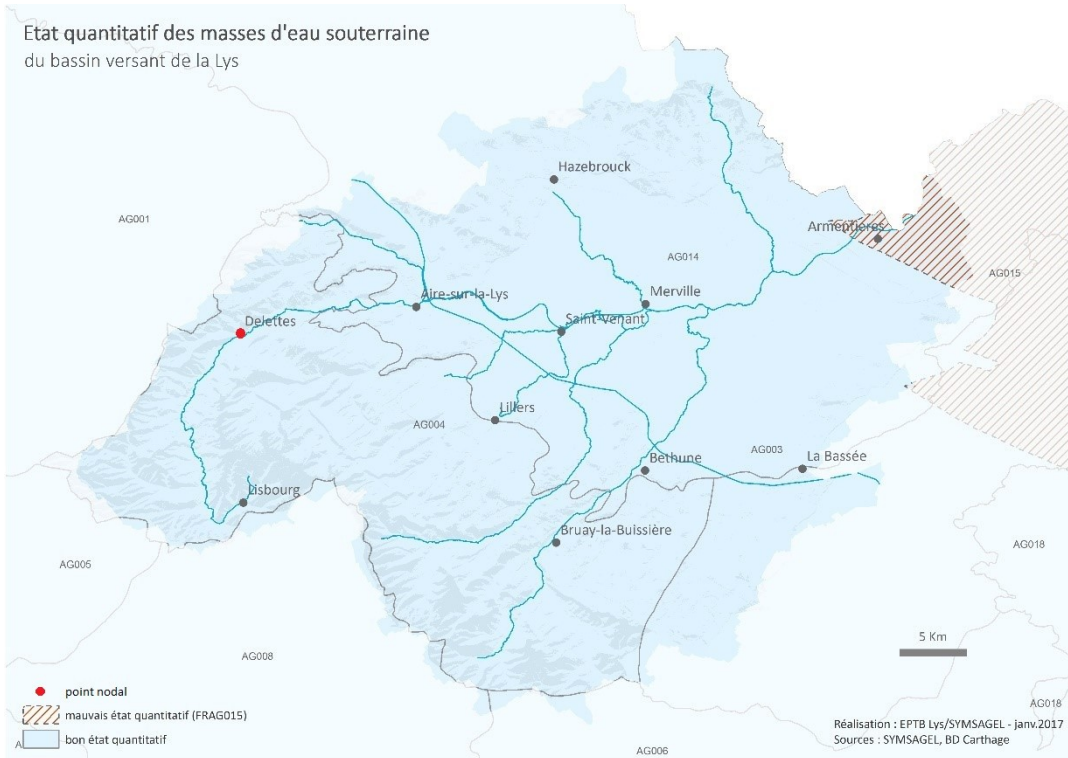 Etat quantitatif des masses d'eau souterraine
du bassin versant de la Lys
Hazebrouck
AG001
Armentières
AG014
AG015
Aire-sur-la-Lys
Merville
Delettes
Saint-Venant
Lillers
AG004
AG003
La Bassée
Bethune
Lisbourg
Bruay-la-Buissière
AG018
AG005
5 Km
AG008
point nodal
AG018
mauvais état quantitatif (FRAG015)
Réalisation : EPTB Lys/SYMSAGEL - janv.2017
bon état quantitatif
Sources : SYMSAGEL, BD Carthage
AG006